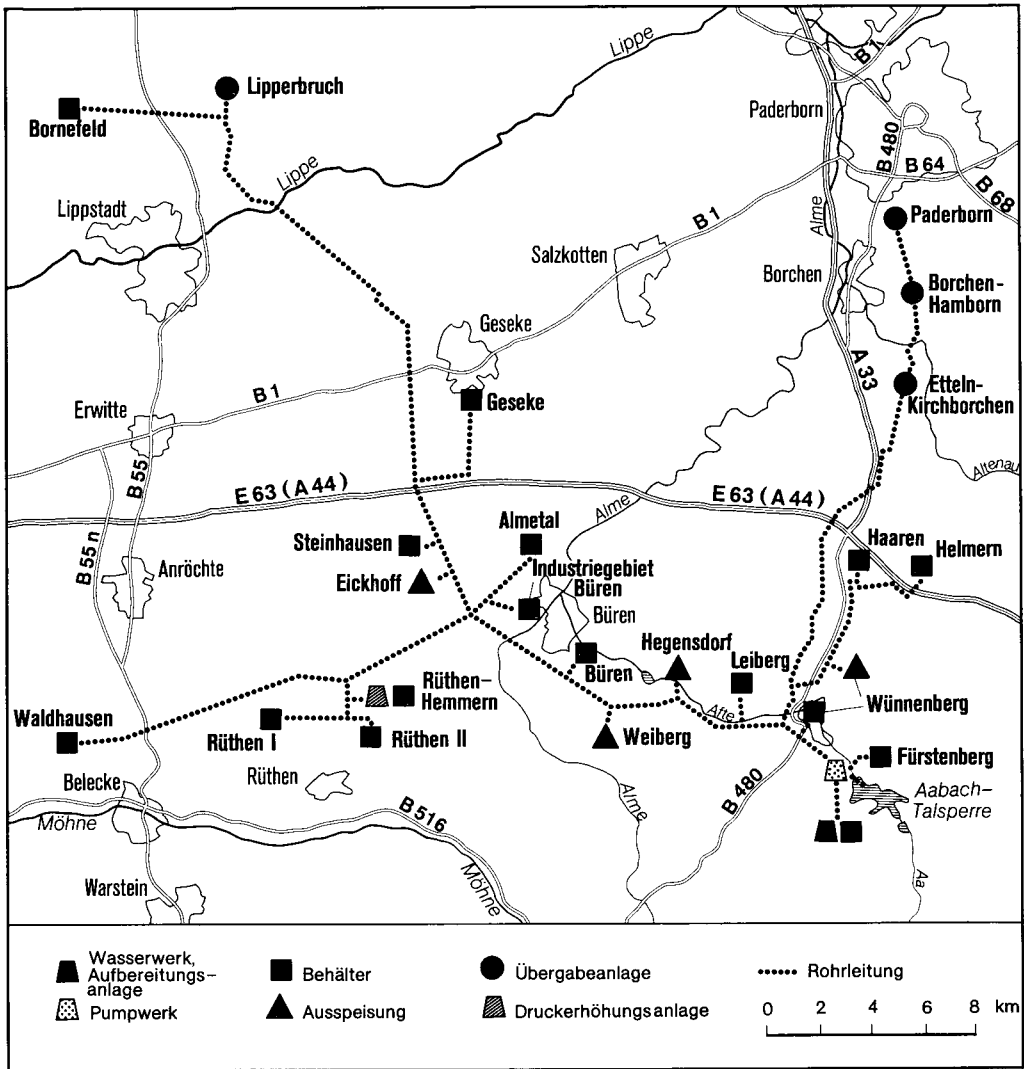 Lippe
B 1
Lipperbruch
Bornefeld
Paderborn
B 480
Lippe
B 64
B 68
Lippstadt
Paderborn
B 1
Alme
Salzkotten
Borchen
Borchen-
Hamborn
Geseke
A 33
Etteln-
Kirchborchen
B 1
Geseke
Erwitte
Altenau
B 55
E 63 (A 44)
E 63 (A 44)
Alme
Almetal
Haaren
Steinhausen
Helmern
B 55n
Anröchte
Industriegebiet
Büren
Eickhoff
Büren
Hegensdorf
Leiberg
Büren
Rüthen-
Hemmern
Wünnenberg
Waldhausen
Afte
Rüthen I
Rüthen II
Weiberg
Fürstenberg
Belecke
Rüthen
B 480
Aabach-
Talsperre
Möhne
B 516
Alme
Möhne
Aa
Warstein
Wasserwerk,
Aufbereitungs-
anlage
Behälter
Übergabeanlage
Rohrleitung
Pumpwerk
Ausspeisung
Druckerhöhungsanlage
0 2 4 6 8 km